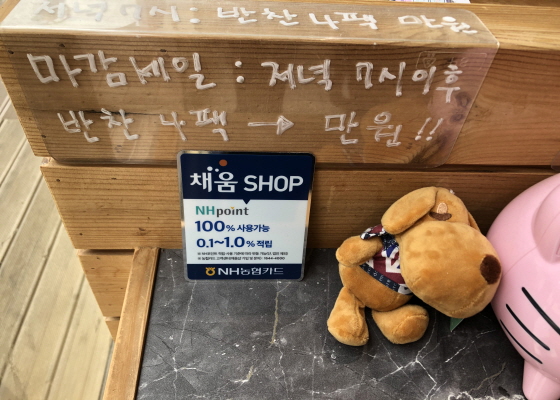 저녁 7시 : 반찬 4팩 만원
마감세일 : 저녁 7시이후
반찬 4팩 → 만원 !!
채움 SHOP
NHpoint
100% 사용가능
0.1~1.0% 적립
NH농협카드